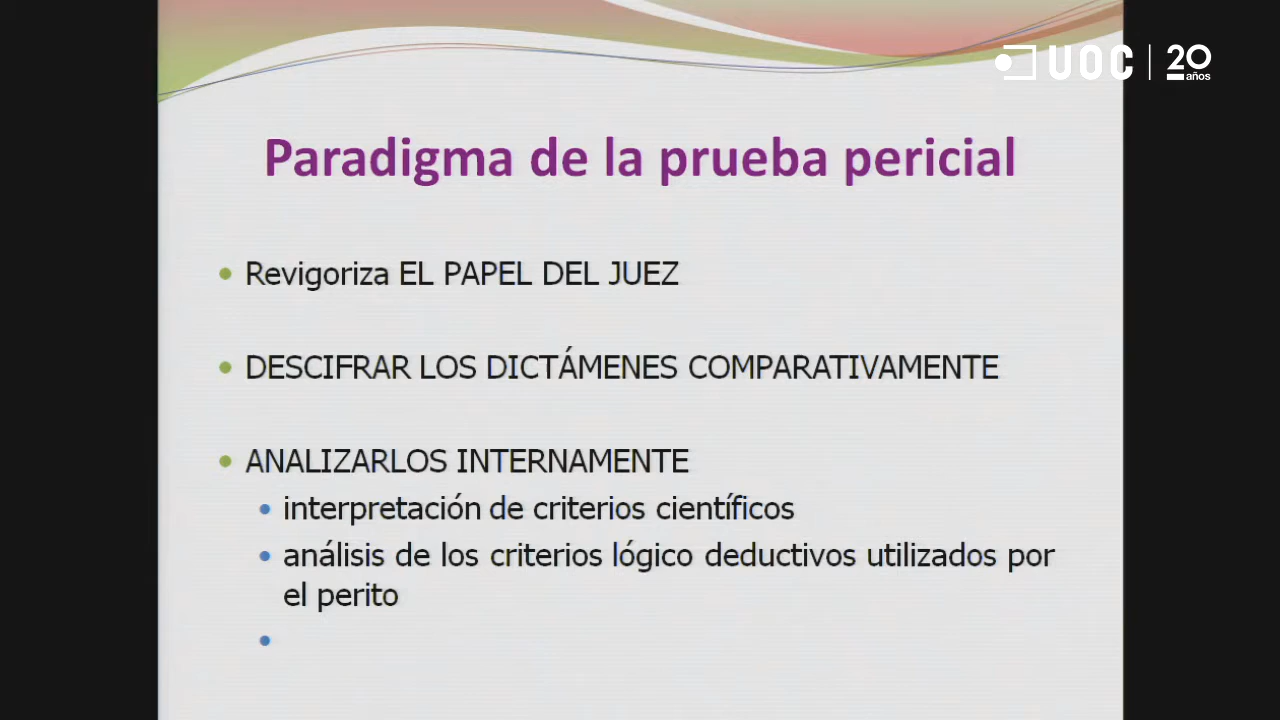 UOC 20
años
Paradigma de la prueba pericial
Revigoriza EL PAPEL DEL JUEZ
DESCIFRAR LOS DICTÁMENES COMPARATIVAMENTE
ANALIZARLOS INTERNAMENTE
interpretación de criterios científicos
análisis de los criterios lógico deductivos utilizados por
el perito